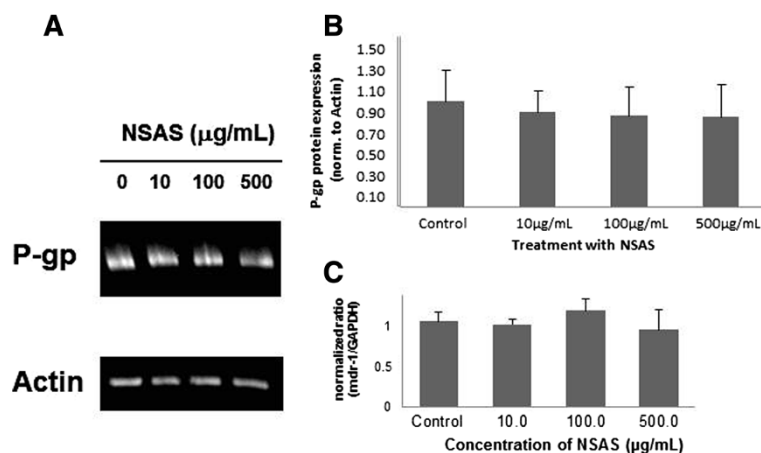 A
NSAS (µg/mL)
0 10 100 500
P-gp
Actin
B
P-gp protein expression
(norm. to Actin)
1.50
1.30
1.10
0.90
0.70
0.50
0.30
0.10
Control 10µg/mL 100µg/mL 500µg/mL
Treatment with NSAS
C
normalized ratio
(mdr-1/GAPDH)
1
0.5
0
Control 10.0 100.0 500.0
Concentration of NSAS (µg/mL)